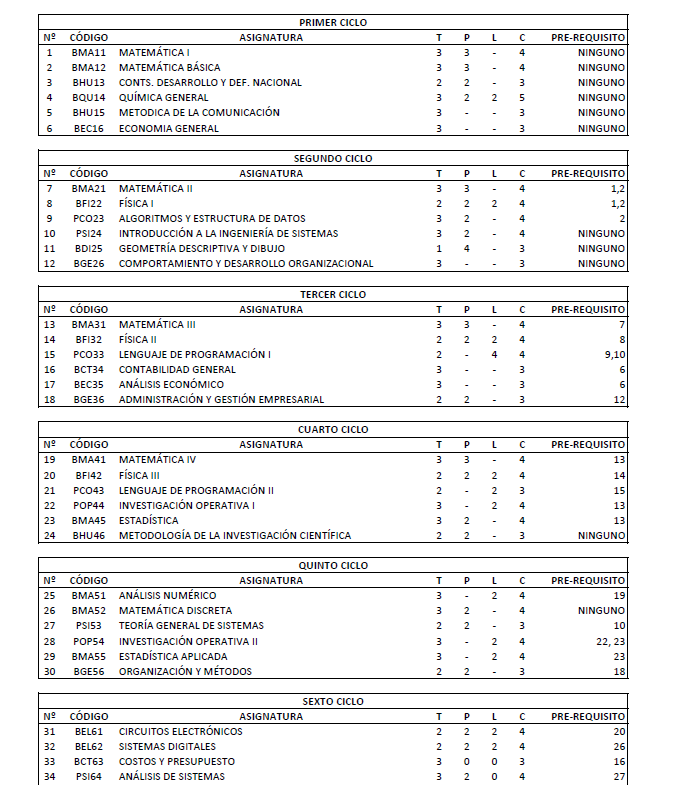 PRIMER CICLO
Nº CÓDIGO ASIGNATURA T P L C PRE-REQUISITO
1 BMA11 MATEMÁTICA I 3 3 - 4 NINGUNO
2 BMA12 MATEMÁTICA BÁSICA 3 3 - 4 NINGUNO
3 BHU13 CONTS. DESARROLLO Y DEF. NACIONAL 2 2 - 3 NINGUNO
4 BQU14 QUÍMICA GENERAL 3 2 2 5 NINGUNO
5 BHU15 METODICA DE LA COMUNICACIÓN 3 - - 3 NINGUNO
6 BEC16 ECONOMIA GENERAL 3 - - 3 NINGUNO
SEGUNDO CICLO
Nº CÓDIGO ASIGNATURA T P L C PRE-REQUISITO
7 BMA21 MATEMÁTICA II 3 3 - 4 1,2
8 BFI22 FÍSICA I 2 2 2 4 1,2
9 PCO23 ALGORITMOS Y ESTRUCTURA DE DATOS 3 2 - 4 2
10 PSI24 INTRODUCCIÓN A LA INGENIERÍA DE SISTEMAS 3 2 - 4 NINGUNO
11 BDI25 GEOMETRÍA DESCRIPTIVA Y DIBUJO 1 4 - 3 NINGUNO
12 BGE26 COMPORTAMIENTO Y DESARROLLO ORGANIZACIONAL 3 - - 3 NINGUNO
TERCER CICLO
Nº CÓDIGO ASIGNATURA T P L C PRE-REQUISITO
13 BMA31 MATEMÁTICA III 3 3 - 4 7
14 BFI32 FÍSICA II 2 2 2 4 8
15 PCO33 LENGUAJE DE PROGRAMACIÓN I 2 - 4 4 9,10
16 BCT34 CONTABILIDAD GENERAL 3 - - 3 6
17 BEC35 ANÁLISIS ECONÓMICO 3 - - 3 6
18 BGE36 ADMINISTRACIÓN Y GESTIÓN EMPRESARIAL 2 2 - 3 12
CUARTO CICLO
Nº CÓDIGO ASIGNATURA T P L C PRE-REQUISITO
19 BMA41 MATEMÁTICA IV 3 3 - 4 13
20 BFI42 FÍSICA III 2 2 2 4 14
21 PCO43 LENGUAJE DE PROGRAMACIÓN II 2 - 2 3 15
22 POP44 INVESTIGACIÓN OPERATIVA I 3 - 2 4 13
23 BMA45 ESTADÍSTICA 3 2 - 4 13
24 BHU46 METODOLOGÍA DE LA INVESTIGACIÓN CIENTÍFICA 2 2 - 3 NINGUNO
QUINTO CICLO
Nº CÓDIGO ASIGNATURA T P L C PRE-REQUISITO
25 BMA51 ANÁLISIS NUMÉRICO 3 - 2 4 19
26 BMA52 MATEMÁTICA DISCRETA 3 2 - 4 NINGUNO
27 PSI53 TEORÍA GENERAL DE SISTEMAS 2 2 - 3 10
28 POP54 INVESTIGACIÓN OPERATIVA II 3 - 2 4 22, 23
29 BMA55 ESTADÍSTICA APLICADA 3 - 2 4 23
30 BGE56 ORGANIZACIÓN Y MÉTODOS 2 2 - 3 18
SEXTO CICLO
Nº CÓDIGO ASIGNATURA T P L C PRE-REQUISITO
31 BEL61 CIRCUITOS ELECTRÓNICOS 2 2 2 4 20
32 BEL62 SISTEMAS DIGITALES 2 2 2 4 26
33 BCT63 COSTOS Y PRESUPUESTO 3 0 0 3 16
34 PSI64 ANÁLISIS DE SISTEMAS 3 2 0 4 27